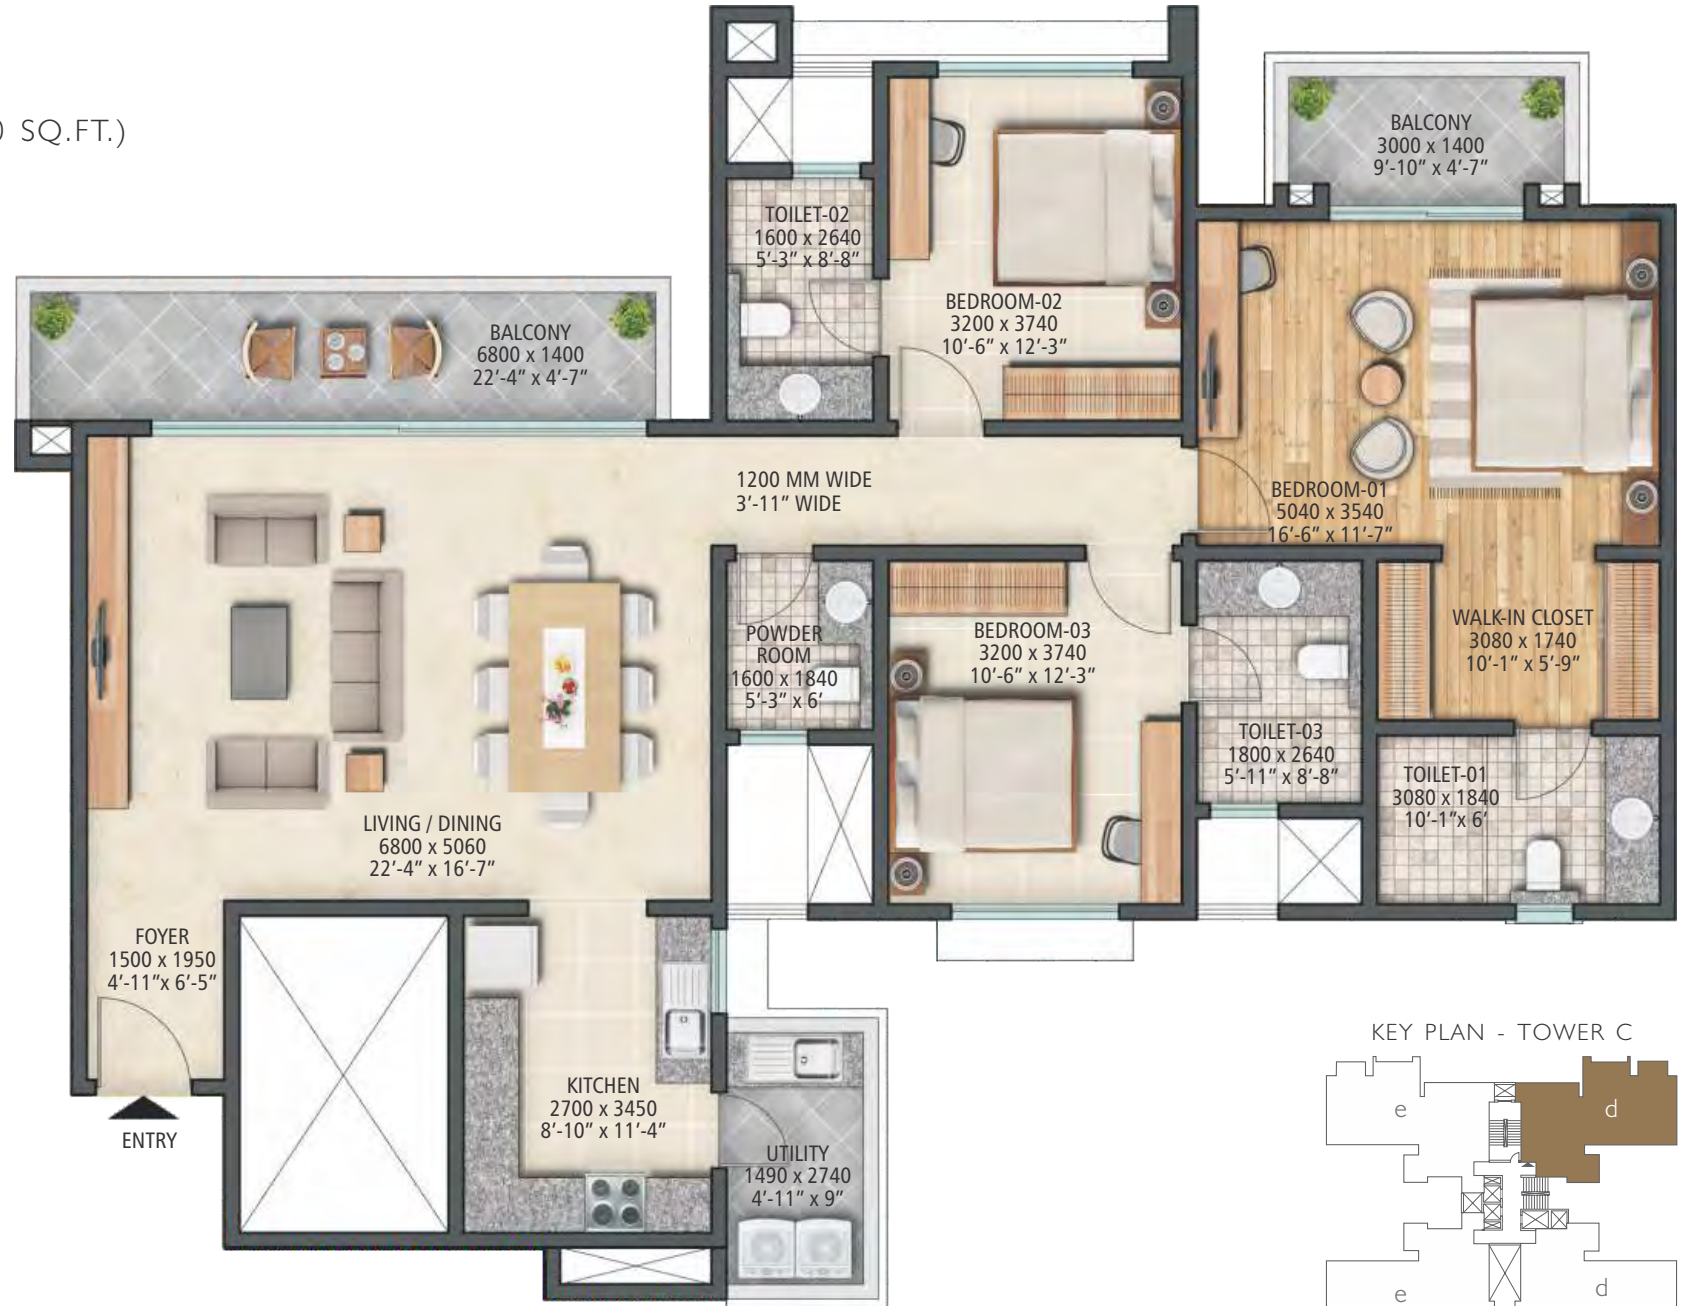 SQ.FT.)
BALCONY
3000 x 1400
9'-10" x 4'-7"
TOILET-02
1600 x 2640
5'-3" x 8'-8"
BEDROOM-02
3200 x 3740
10'-6" x 12'-3"
BALCONY
6800 x 1400
22'-4" x 4'-7"
1200 MM WIDE
3'-11" WIDE
BEDROOM-01
5040 x 3540
16'-6" x 11'-7"
POWDER
ROOM
1600 x 1840
5'-3" x 6'
BEDROOM-03
3200 x 3740
10'-6" x 12'-3"
WALK-IN CLOSET
3080 x 1740
10'-1" x 5'-9"
TOILET-03
1800 x 2640
5'-11" x 8'-8"
TOILET-01
3080 x 1840
10'-1"x 6'
LIVING / DINING
6800 x 5060
22'-4" x 16'-7"
FOYER
1500 x 1950
4'-11"x 6'-5"
KITCHEN
2700 x 3450
8'-10" x 11'-4"
ENTRY
UTILITY
1490 x 2740
4'-11" x 9"
KEY PLAN - TOWER C
e
d
e
d